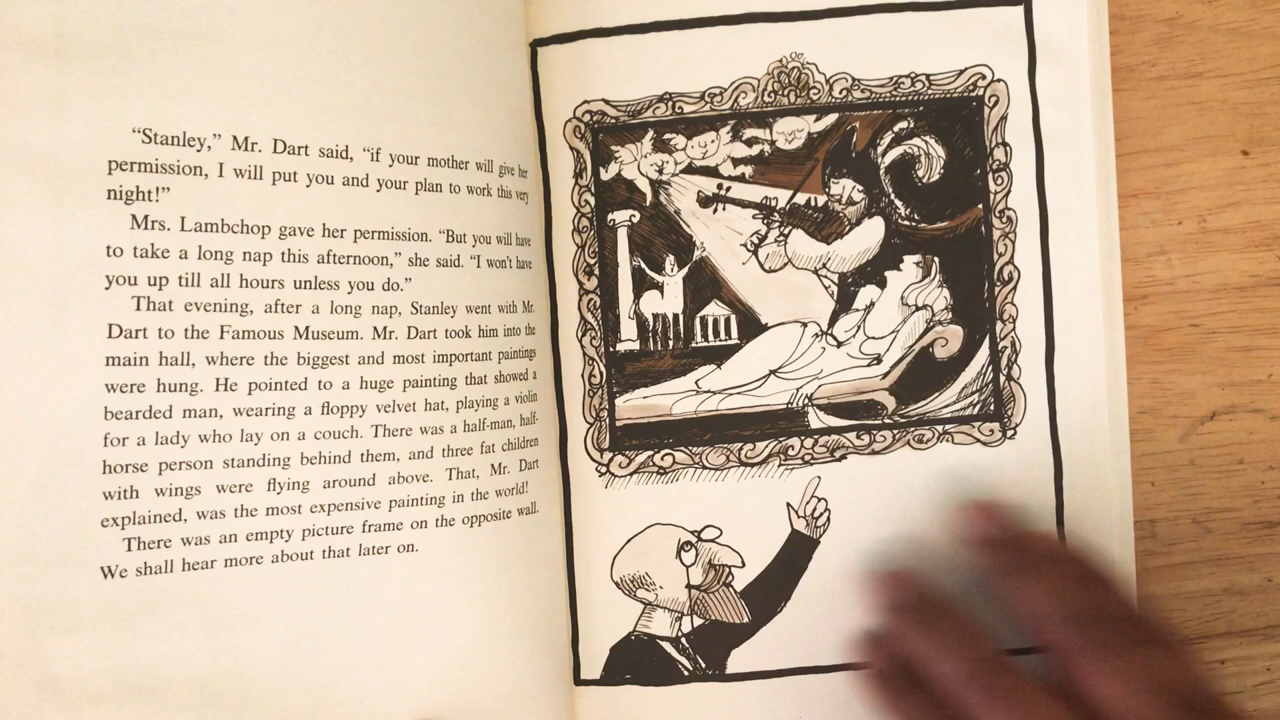 “Stanley,” Mr. Dart said, “if your mother will give her
permission, I will put you and your plan to work this very
night!”
Mrs. Lambchop gave her permission. “But you will have
to take a long nap this afternoon,” she said. “I won’t have
you up till all hours unless you do.”
That evening, after a long nap, Stanley went with Mr.
Dart to the Famous Museum. Mr. Dart took him into the
main hall, where the biggest and most important paintings
were hung. He pointed to a huge painting that showed a
bearded man, wearing a floppy velvet hat, playing a violin
for a lady who lay on a couch. There was a half-man, half-
horse person standing behind them, and three fat children
with wings were flying around above. That, Mr. Dart
explained, was the most expensive painting in the world!
There was an empty picture frame on the opposite wall.
We shall hear more about that later on.